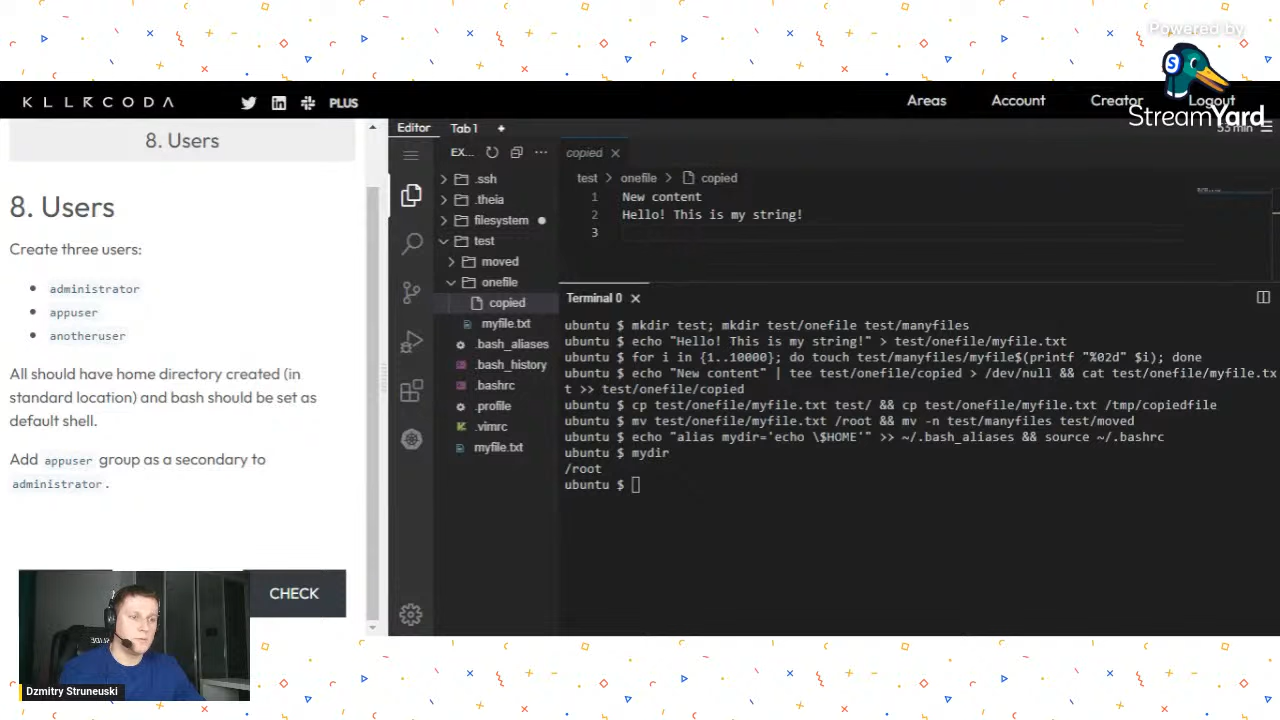 Powered by
StreamYard
KLLRCODA
PLUS
Areas
Account
Creator
Logout
53 min
8. Users
8. Users
Create three users:
administrator
appuser
anotheruser
All should have home directory created (in
standard location) and bash should be set as
default shell.
Add appuser group as a secondary to
administrator.
CHECK
Dzmitry Struneuski
Editor
Tab 1
+
EX...
.ssh
.theia
filesystem
test
moved
onefile
copied
myfile.txt
.bash_aliases
.bash_history
.bashrc
.profile
.vimrc
myfile.txt
copied
test > onefile > copied
1 New content
2 Hello! This is my string!
3
Terminal 0
ubuntu $ mkdir test; mkdir test/onefile test/manyfiles
ubuntu $ echo "Hello! This is my string!" > test/onefile/myfile.txt
ubuntu $ for i in {1..10000}; do touch test/manyfiles/myfile$(printf "%02d" $i); done
ubuntu $ echo "New content" | tee test/onefile/copied > /dev/null && cat test/onefile/myfile.tx
t >> test/onefile/copied
ubuntu $ cp test/onefile/myfile.txt test/ && cp test/onefile/myfile.txt /tmp/copiedfile
ubuntu $ mv test/onefile/myfile.txt /root && mv -n test/manyfiles test/moved
ubuntu $ echo "alias mydir='echo \$HOME'" >> ~/.bash_aliases && source ~/.bashrc
ubuntu $ mydir
/root
ubuntu $